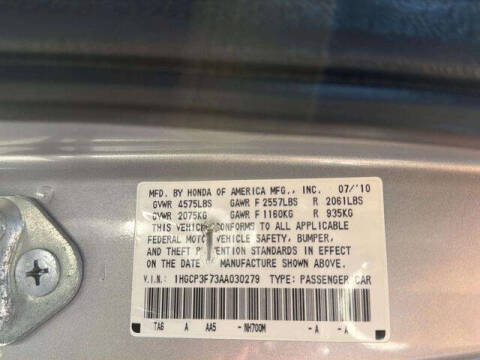 MFD. BY HONDA OF AMERICA MFG., INC. 07/'10
GVWR 4575LBS GAWR F 2557LBS R 2061LBS
GVWR 2075KG GAWR F 1160KG R 935KG
THIS VEHICLE CONFORMS TO ALL APPLICABLE
FEDERAL MOTOR VEHICLE SAFETY, BUMPER,
AND THEFT PREVENTION STANDARDS IN EFFECT
ON THE DATE OF MANUFACTURE SHOWN ABOVE.
V.I.N.: 1HGCP3F73AA030279 TYPE: PASSENGER CAR
TA6 A AA5 - NH700M -A -A